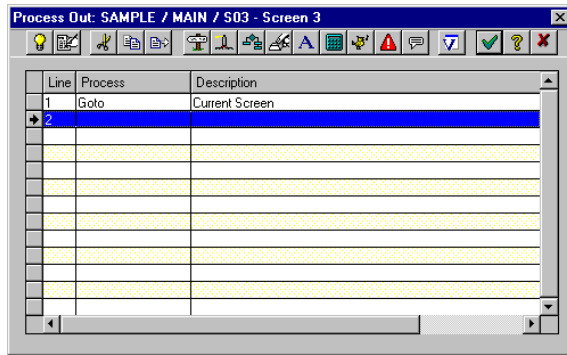 Process Out: SAMPLE / MAIN / S03 - Screen 3
Line Process Description
1 Goto Current Screen
2